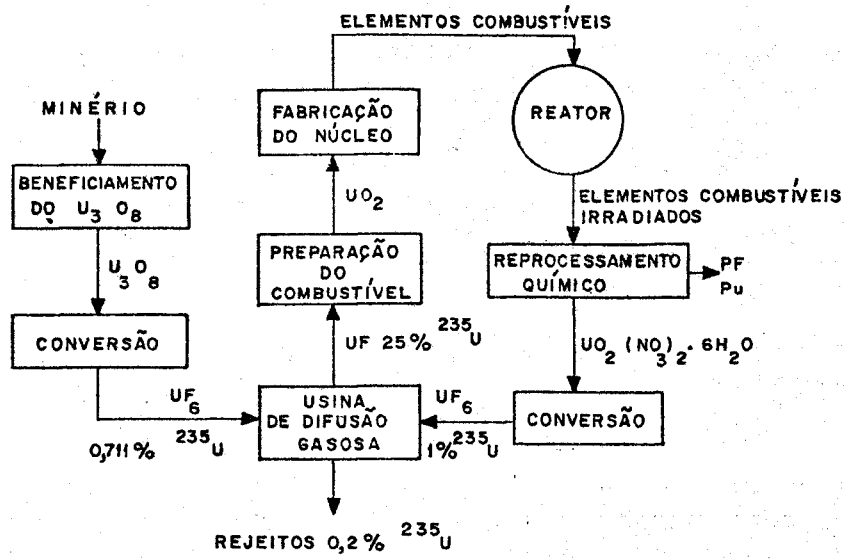 ELEMENTOS COMBUSTÍVEIS
MINÉRIO
BENEFICIAMENTO
DO U3 O8
U3O8
CONVERSÃO
UF6
0,711% 235U
FABRICAÇÃO
DO NÚCLEO
UO2
PREPARAÇÃO
DO
COMBUSTÍVEL
UF 25% 235U
USINA
DE DIFUSÃO
GASOSA
REJEITOS 0,2% 235U
REATOR
ELEMENTOS COMBUSTÍVEIS
IRRADIADOS
REPROCESSAMENTO
QUÍMICO
PF
Pu
UO2 (NO3)2 . 6H2O
CONVERSÃO
UF6
1% 235U